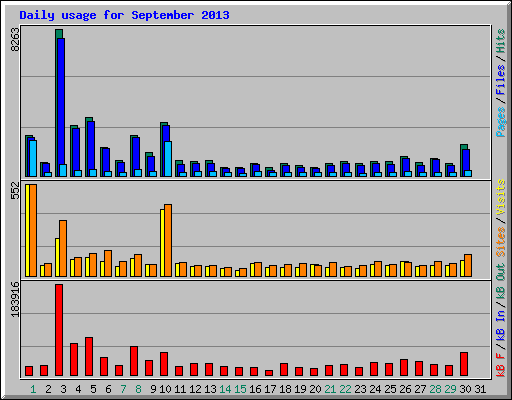 Daily usage for September 2013
8263
552
183916
Pages / Files / Hits
Sites / Visits
kB F / kB In / kB Out
1 2 3 4 5 6 7 8 9 10 11 12 13 14 15 16 17 18 19 20 21 22 23 24 25 26 27 28 29 30 31